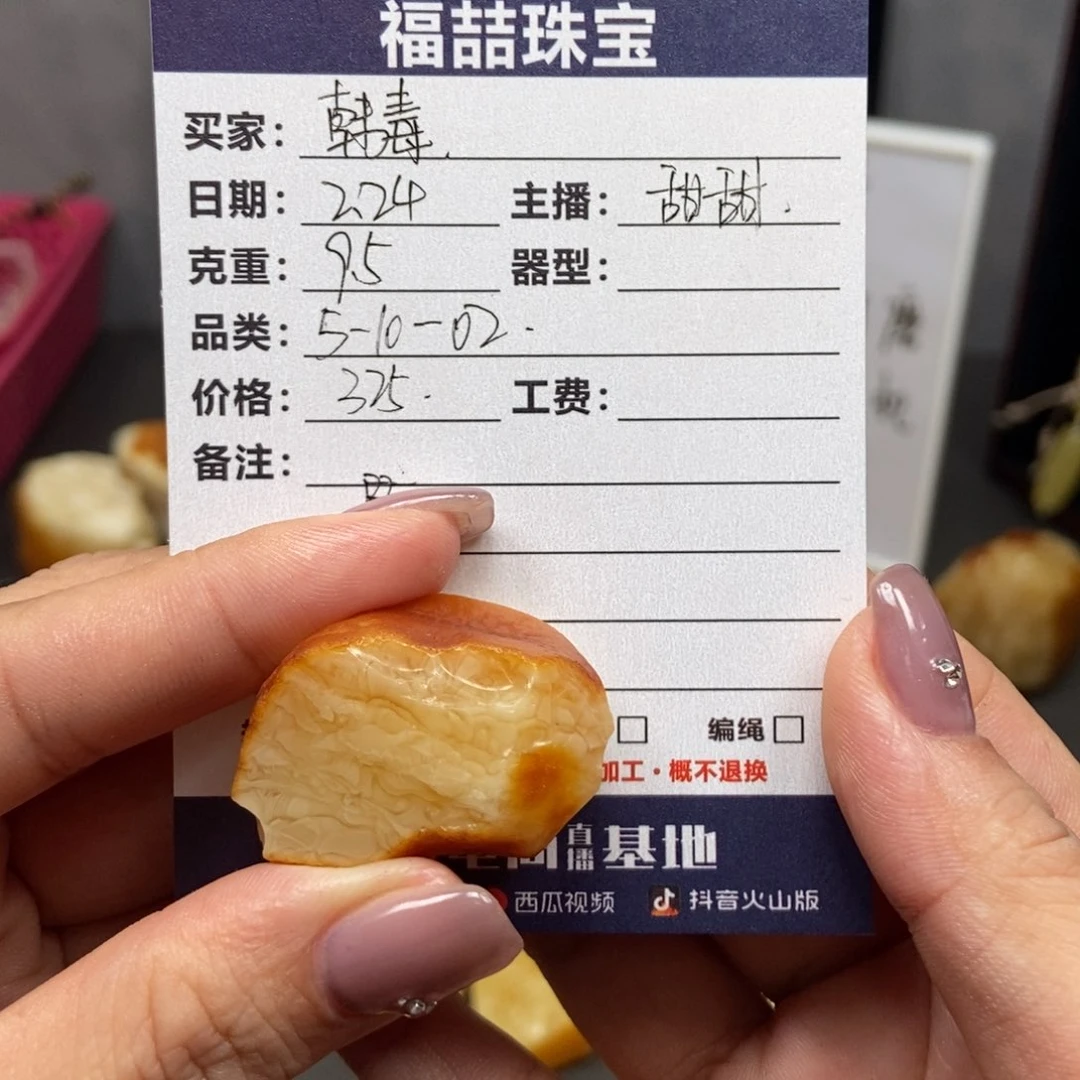 福喆珠宝
买家：韩毒.
日期：2.24 主播：甜甜.
克重：9.5 器型：
品类：5-10-02.
价格：325. 工费：
备注：
编绳
加工·概不退换
直播基地
西瓜视频 抖音火山版